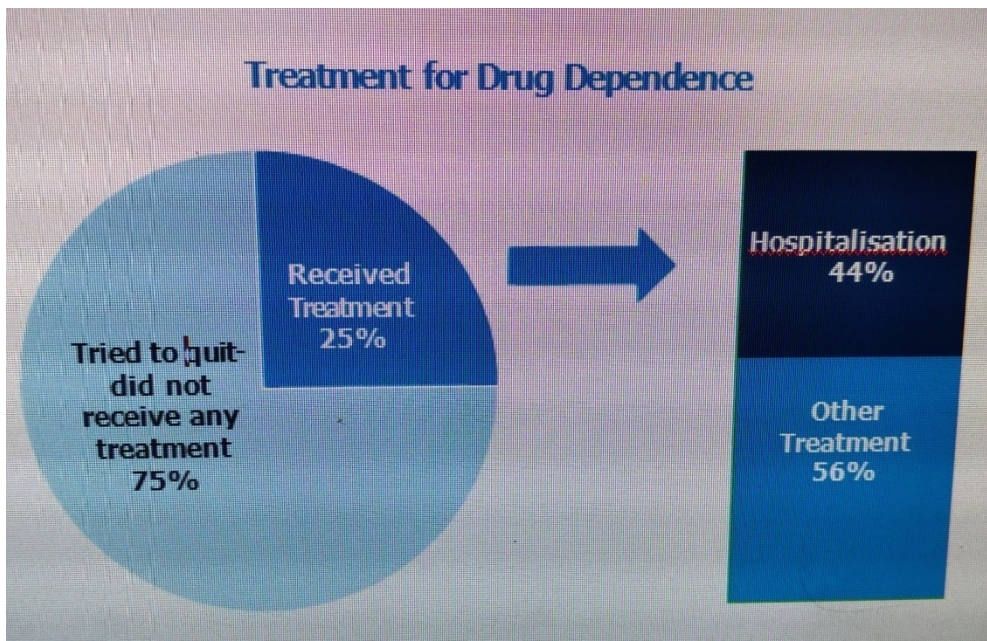 Treatment for Drug Dependence
Received
Treatment
25%
Tried to quit-
did not
receive any
treatment
75%
Hospitalisation
44%
Other
Treatment
56%